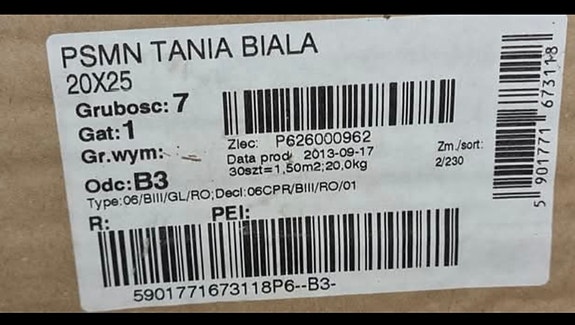 PSMN TANIA BIALA
20X25
Grubosc: 7
Gat: 1
Gr.wym:
Zlec: P626000962
Data prod 2013-09-17
Zm./sort:
30szt=1,50m2;20,0kg
2/230
Odc: B3
Type:06/BIII/GL/RO;Decl:06CPR/BIII/RO/01
R: PEI:
5901771673118P6--B3-
5 901771 673118